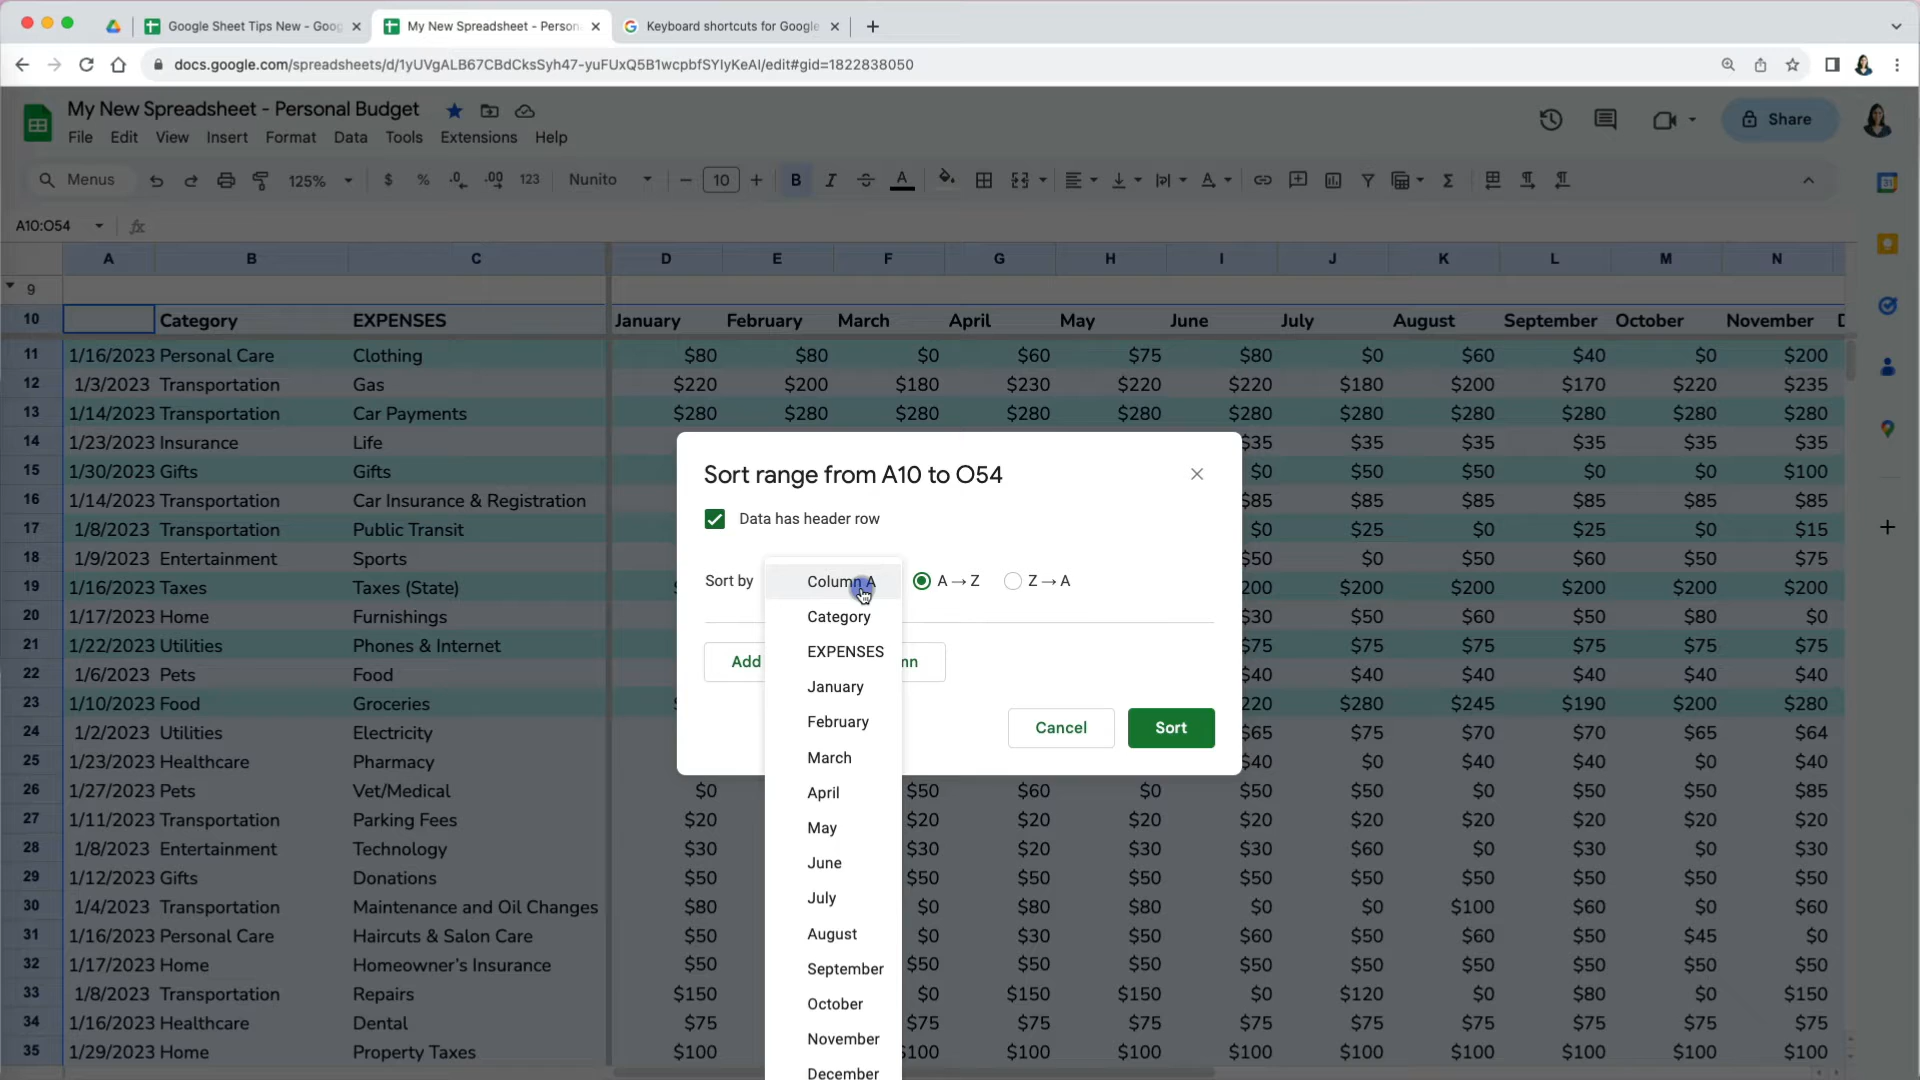 Google Sheet Tips New - Goog
My New Spreadsheet - Person
Keyboard shortcuts for Google
docs.google.com/spreadsheets/d/1yUVgALB67CBdCksSyh47-yuFUxQ5B1wcpbfSYIyKeAI/edit#gid=1822838050
My New Spreadsheet - Personal Budget
File Edit View Insert Format Data Tools Extensions Help
Share
Menus 125% $ % .0 .00 123 Nunito 10 B I A
A10:O54 fx
A B C D E F G H I J K L M N
9
10 Category EXPENSES January February March April May June July August September October November
11 1/16/2023 Personal Care Clothing $80 $80 $0 $60 $75 $80 $0 $60 $40 $0 $200
12 1/3/2023 Transportation Gas $220 $200 $180 $230 $220 $220 $180 $200 $170 $220 $235
13 1/14/2023 Transportation Car Payments $280 $280 $280 $280 $280 $280 $280 $280 $280 $280 $280
14 1/23/2023 Insurance Life $35 $35 $35 $35 $35 $35
15 1/30/2023 Gifts Gifts $0 $50 $50 $0 $0 $100
16 1/14/2023 Transportation Car Insurance & Registration $85 $85 $85 $85 $85 $85
17 1/8/2023 Transportation Public Transit $0 $25 $0 $25 $0 $15
18 1/9/2023 Entertainment Sports $50 $0 $50 $60 $50 $75
19 1/16/2023 Taxes Taxes (State) 200 $200 $200 $200 $200 $200
20 1/17/2023 Home Furnishings $30 $50 $60 $50 $80 $0
21 1/22/2023 Utilities Phones & Internet $75 $75 $75 $75 $75 $75
22 1/6/2023 Pets Food $40 $40 $40 $40 $40 $40
23 1/10/2023 Food Groceries 220 $280 $245 $190 $200 $280
24 1/2/2023 Utilities Electricity $65 $75 $70 $70 $65 $64
25 1/23/2023 Healthcare Pharmacy $40 $0 $40 $40 $0 $40
26 1/27/2023 Pets Vet/Medical $0 $50 $60 $0 $50 $50 $0 $50 $50 $85
27 1/11/2023 Transportation Parking Fees $20 $20 $20 $20 $20 $20 $20 $20 $20 $20
28 1/8/2023 Entertainment Technology $30 $30 $20 $30 $30 $60 $0 $30 $0 $30
29 1/12/2023 Gifts Donations $50 $50 $50 $50 $50 $50 $50 $50 $50 $50
30 1/4/2023 Transportation Maintenance and Oil Changes $80 $0 $80 $80 $0 $0 $100 $60 $0 $60
31 1/16/2023 Personal Care Haircuts & Salon Care $50 $0 $30 $50 $60 $50 $60 $50 $45 $0
32 1/17/2023 Home Homeowner's Insurance $50 $50 $50 $50 $50 $50 $50 $50 $50 $50
33 1/8/2023 Transportation Repairs $150 $0 $150 $150 $0 $120 $0 $80 $0 $150
34 1/16/2023 Healthcare Dental $75 $75 $75 $75 $75 $75 $75 $75 $75 $75
35 1/29/2023 Home Property Taxes $100 $100 $100 $100 $100 $100 $100 $100 $100 $100
Sort range from A10 to O54
Data has header row
Sort by Column A A → Z Z → A
Category
EXPENSES
January
February
March
April
May
June
July
August
September
October
November
December
Add
Cancel Sort